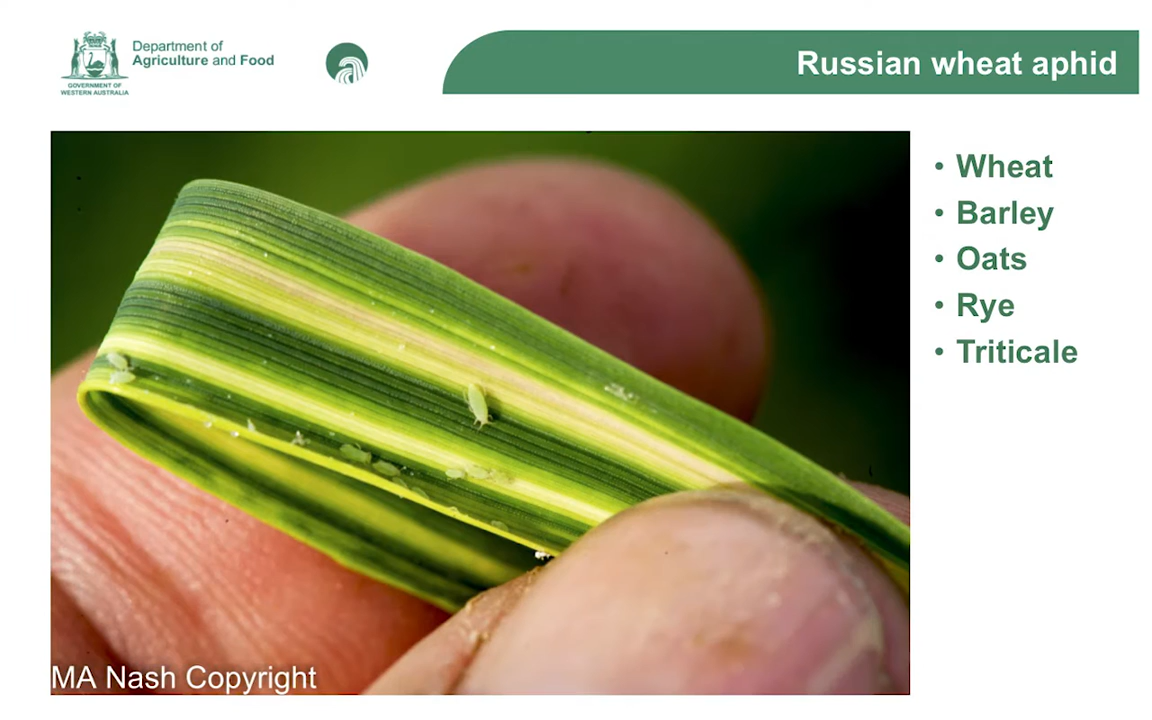 Department of
Agriculture and Food
GOVERNMENT OF
WESTERN AUSTRALIA
Russian wheat aphid
• Wheat
• Barley
• Oats
• Rye
• Triticale
MA Nash Copyright